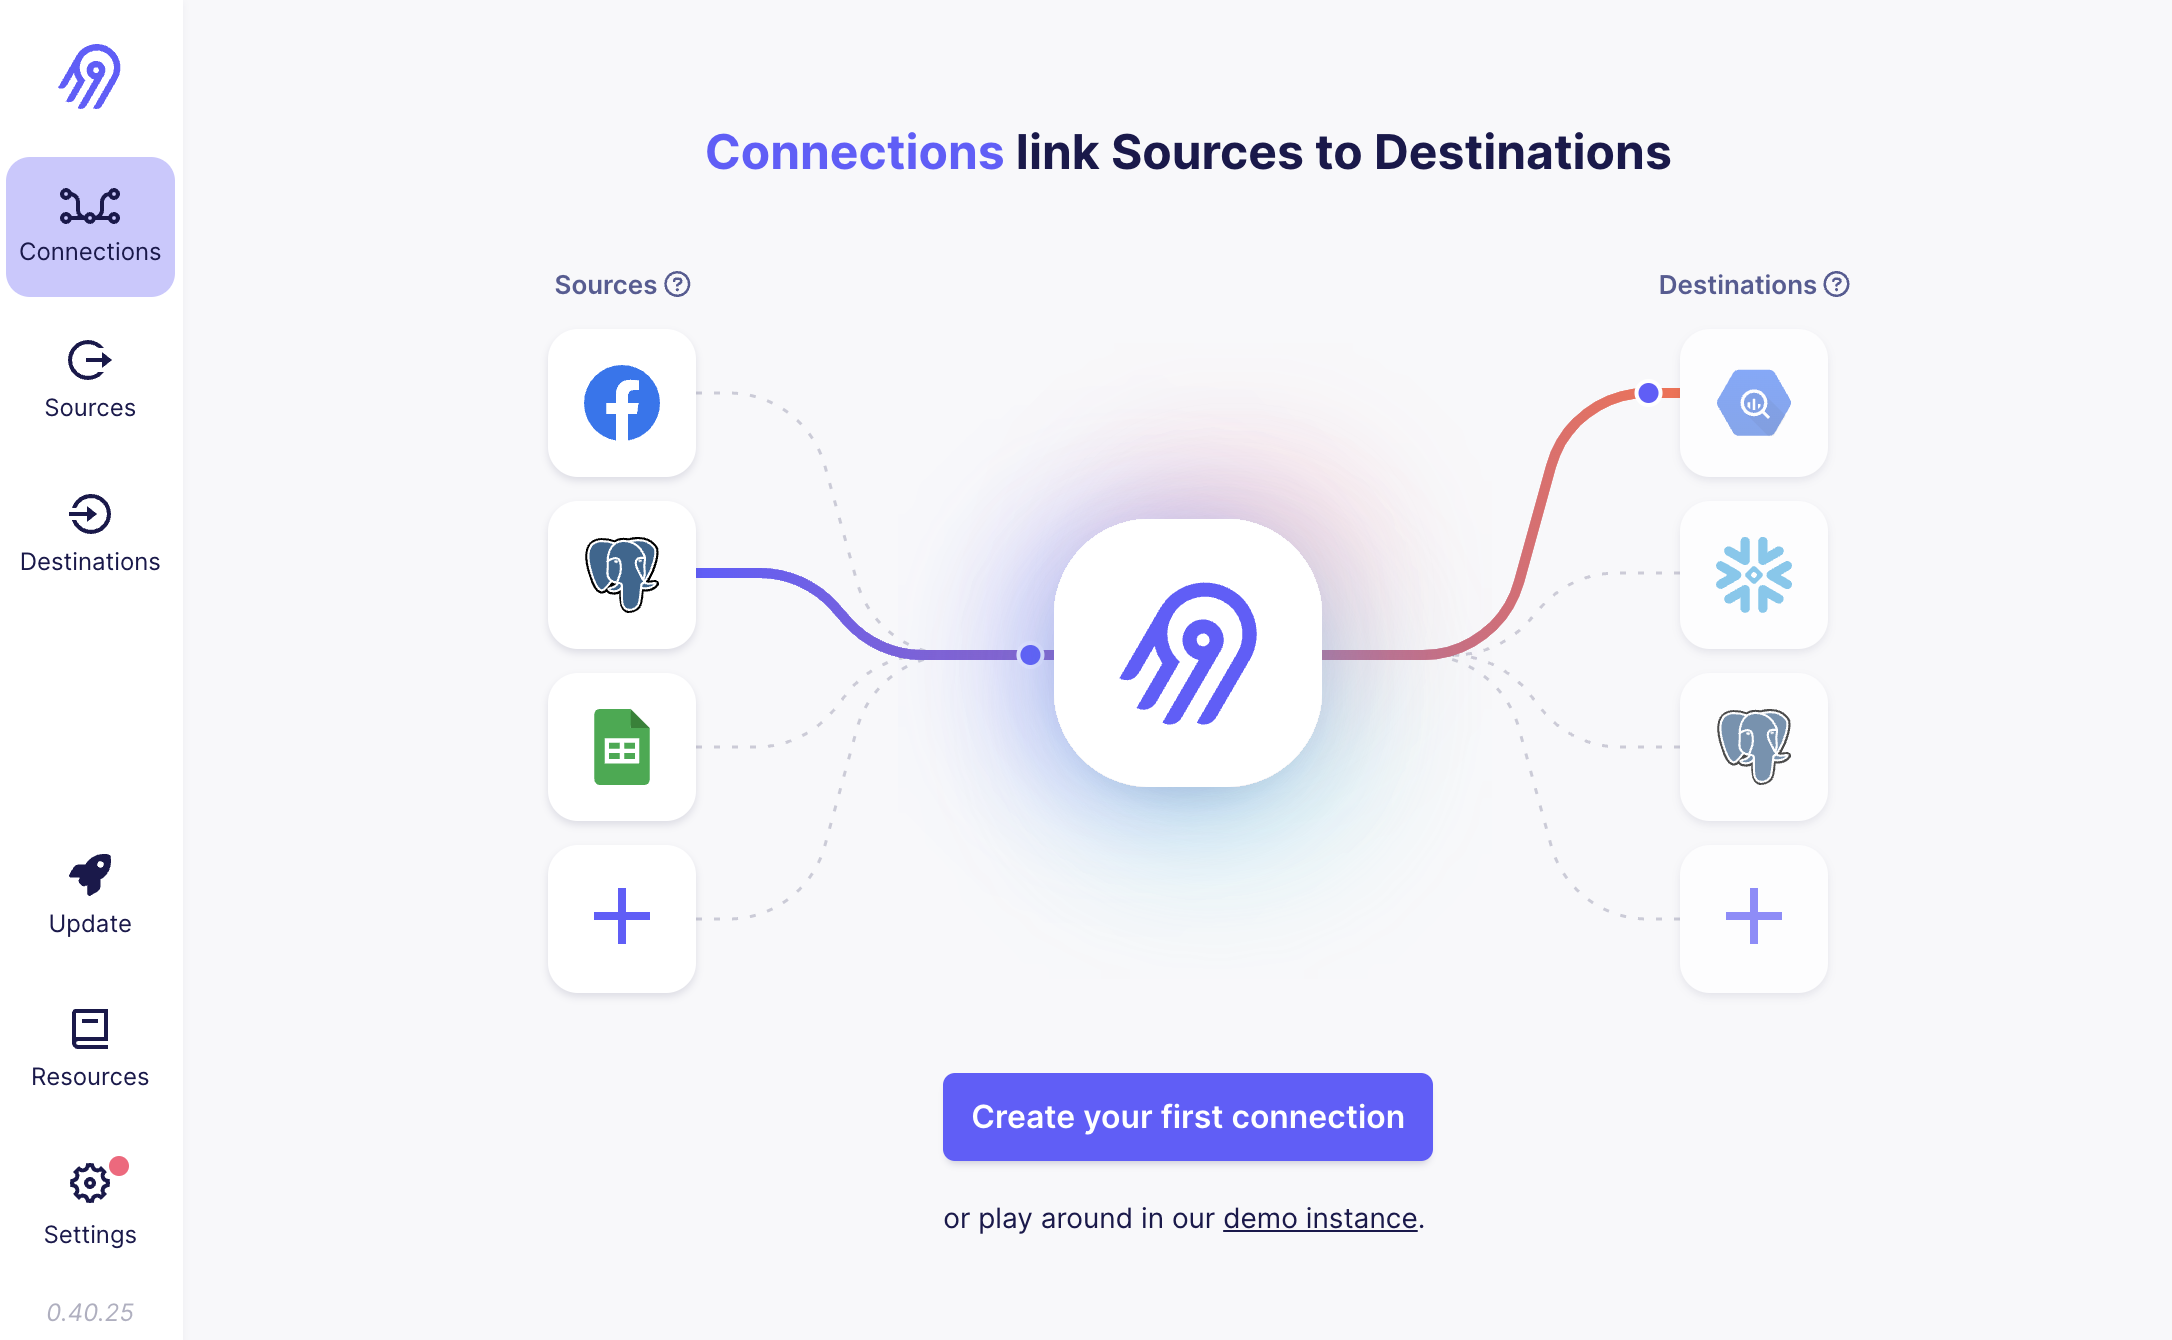 Connections
Sources
Destinations
Update
Resources
Settings
0.40.25
Connections link Sources to Destinations
Sources ?
Destinations ?
Create your first connection
or play around in our demo instance.